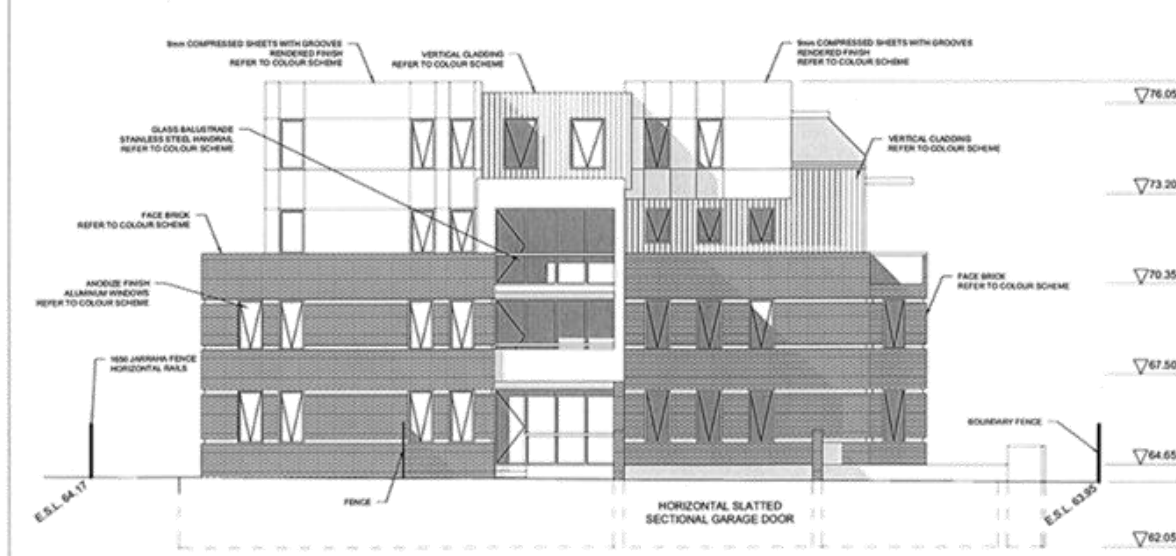 9mm COMPRESSED SHEETS WITH GROOVES
RENDERED FINISH
REFER TO COLOUR SCHEME
VERTICAL CLADDING
REFER TO COLOUR SCHEME
9mm COMPRESSED SHEETS WITH GROOVES
RENDERED FINISH
REFER TO COLOUR SCHEME
76.05
GLASS BALUSTRADE
STAINLESS STEEL HANDRAIL
REFER TO COLOUR SCHEME
VERTICAL CLADDING
REFER TO COLOUR SCHEME
73.20
FACE BRICK
REFER TO COLOUR SCHEME
70.35
ANODIZE FINISH
ALUMINUM WINDOWS
REFER TO COLOUR SCHEME
FACE BRICK
REFER TO COLOUR SCHEME
1650 JARRAHA FENCE
HORIZONTAL RAILS
67.50
BOUNDARY FENCE
64.65
FENCE
E.S.L. 64.17
HORIZONTAL SLATTED
SECTIONAL GARAGE DOOR
E.S.L. 63.95